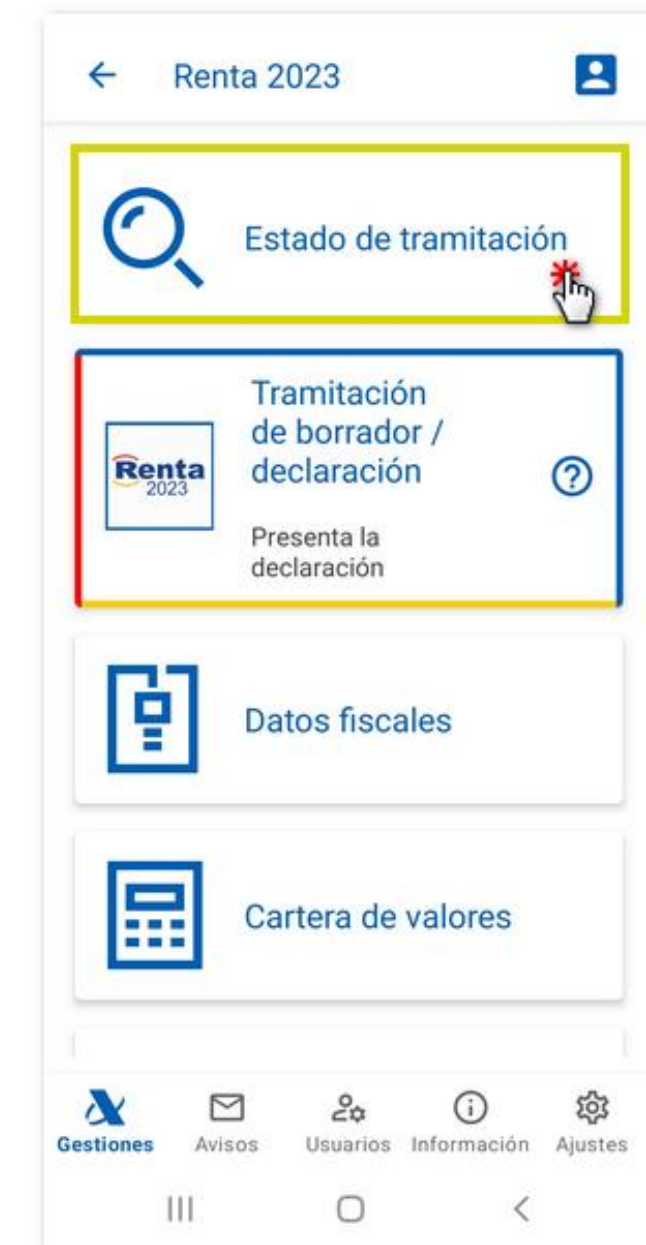 Renta 2023
Estado de tramitación
Tramitación
de borrador /
declaración
Renta
2023
Presenta la
declaración
Datos fiscales
Cartera de valores
Gestiones
Avisos
Usuarios
Información
Ajustes